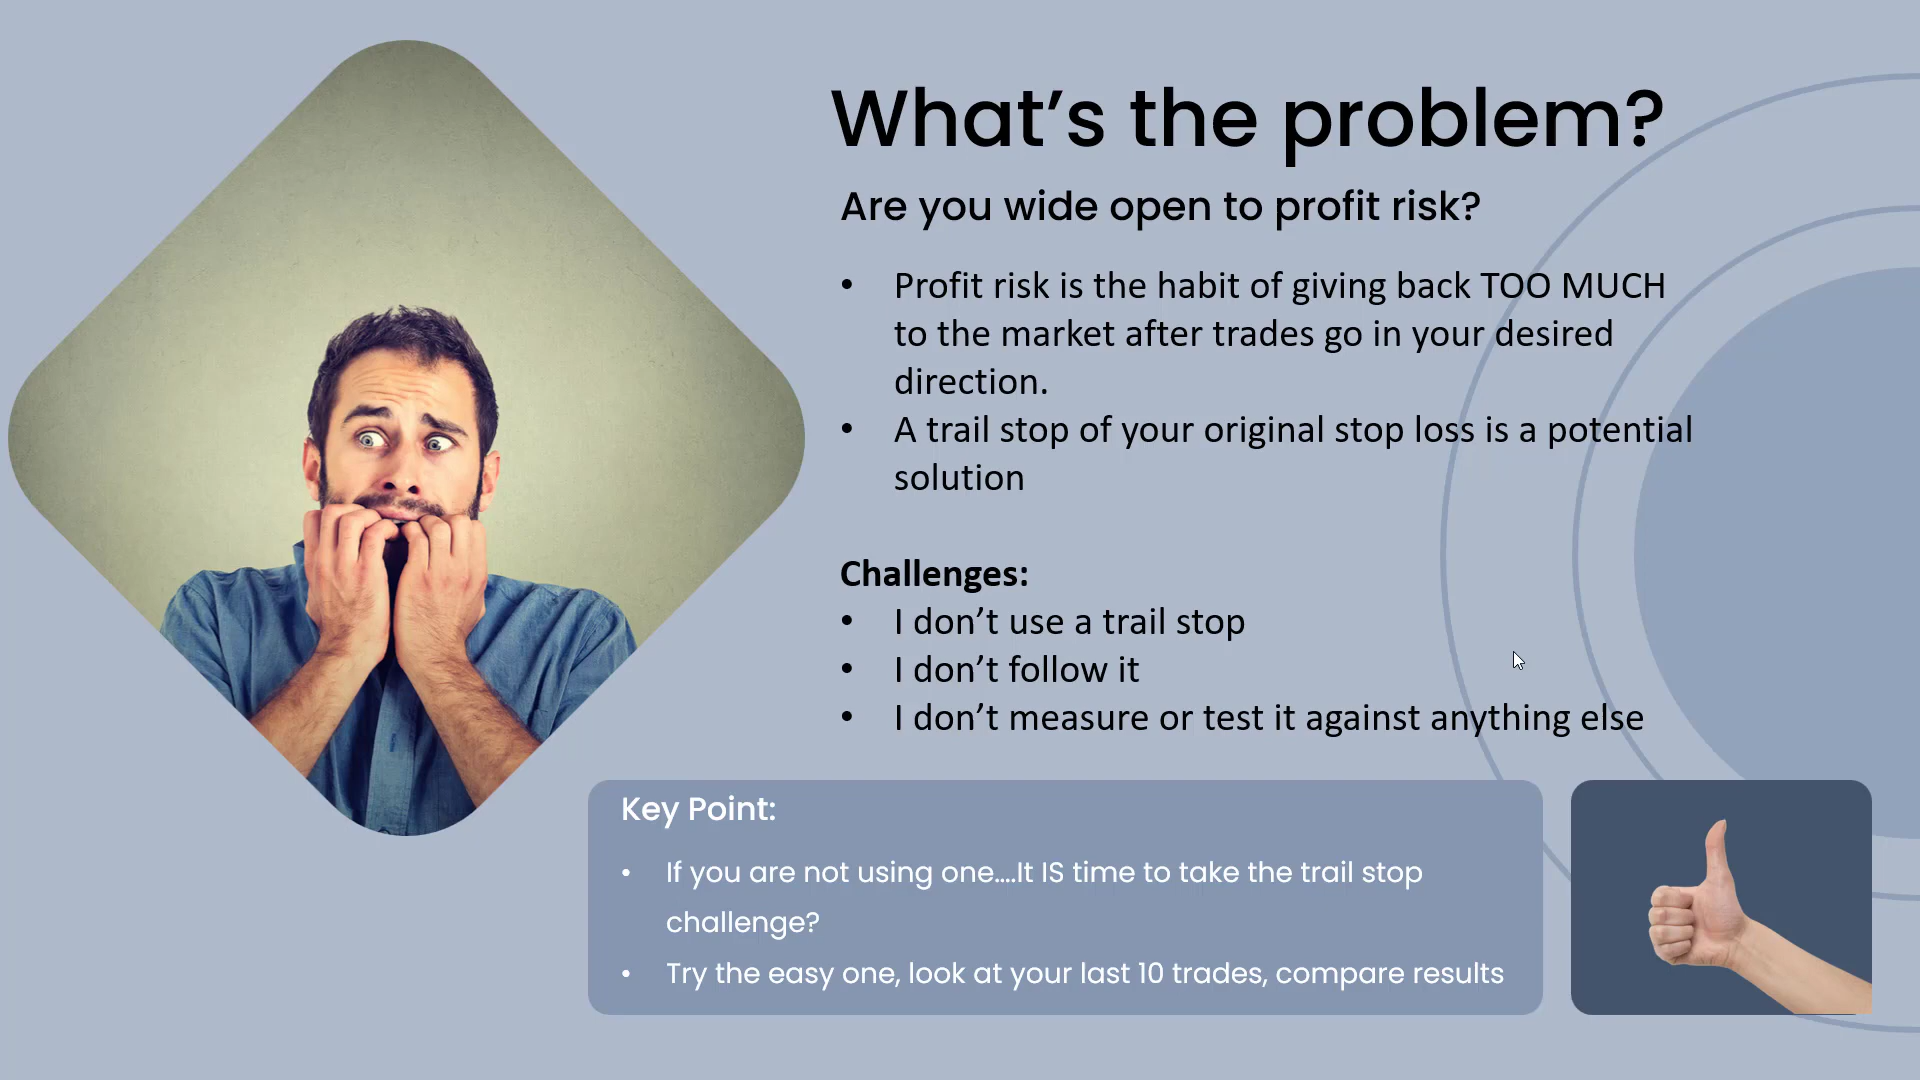 What’s the problem?
Are you wide open to profit risk?
• Profit risk is the habit of giving back TOO MUCH
to the market after trades go in your desired
direction.
• A trail stop of your original stop loss is a potential
solution
Challenges:
• I don’t use a trail stop
• I don’t follow it
• I don’t measure or test it against anything else
Key Point:
• If you are not using one....It IS time to take the trail stop
challenge?
• Try the easy one, look at your last 10 trades, compare results